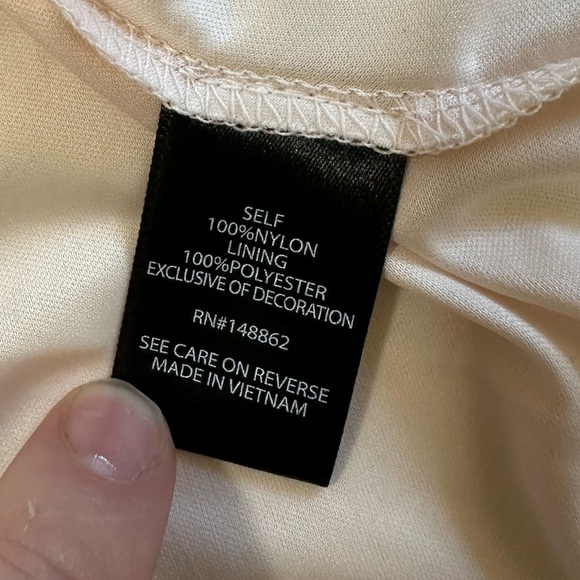 SELF
100%NYLON
LINING
100%POLYESTER
EXCLUSIVE OF DECORATION
RN#148862
SEE CARE ON REVERSE
MADE IN VIETNAM